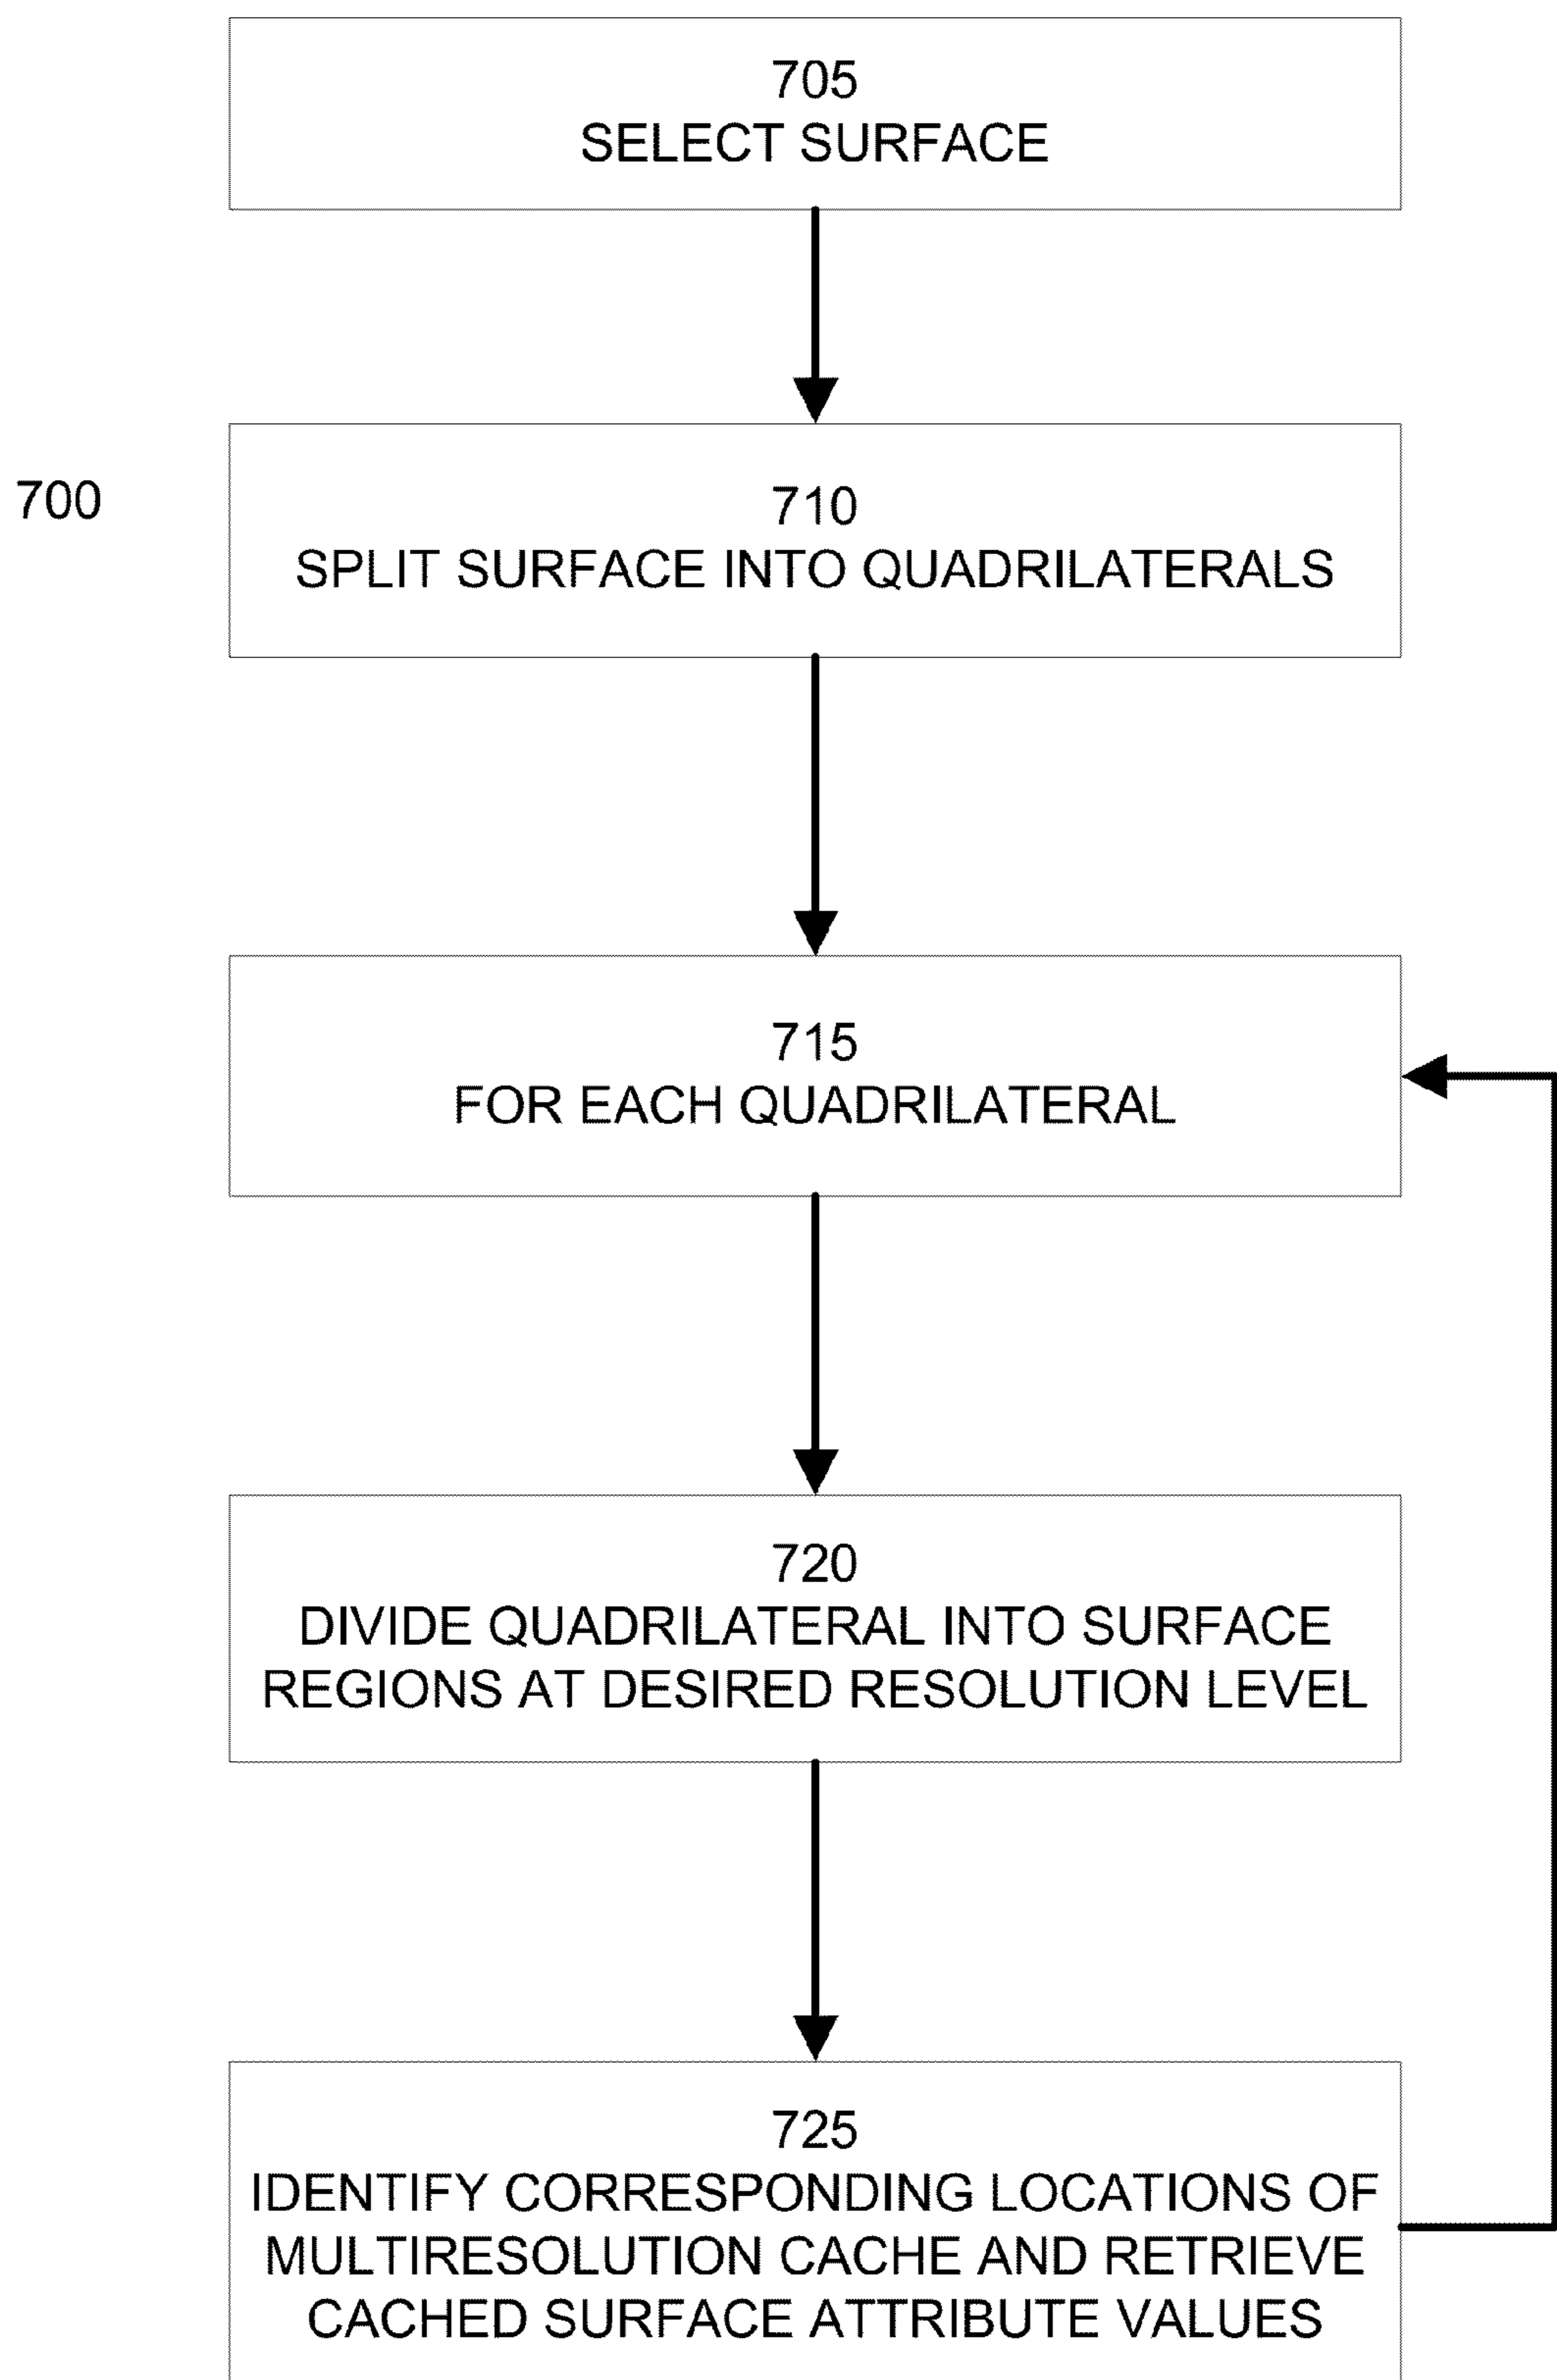 705
SELECT SURFACE
700
710
SPLIT SURFACE INTO QUADRILATERALS
715
FOR EACH QUADRILATERAL
720
DIVIDE QUADRILATERAL INTO SURFACE
REGIONS AT DESIRED RESOLUTION LEVEL
725
IDENTIFY CORRESPONDING LOCATIONS OF
MULTIRESOLUTION CACHE AND RETRIEVE
CACHED SURFACE ATTRIBUTE VALUES